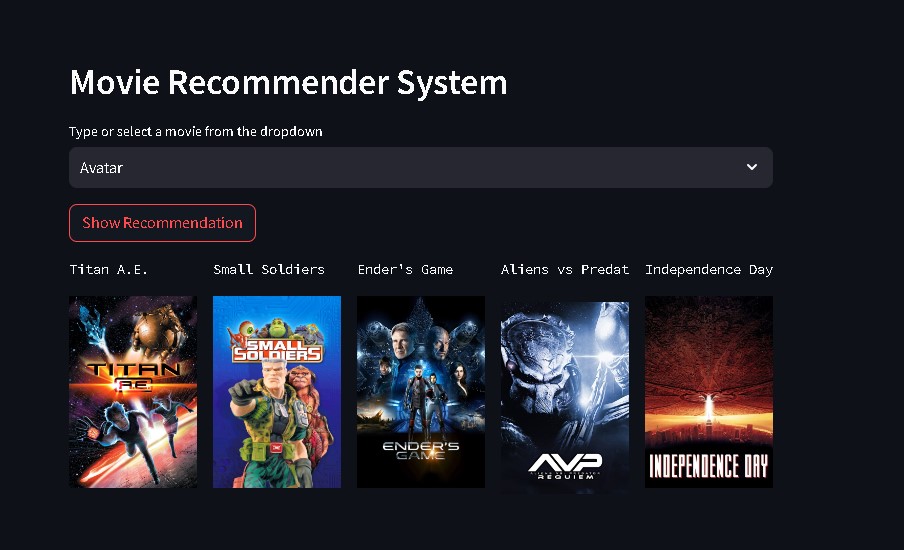 Movie Recommender System
Type or select a movie from the dropdown
Avatar
Show Recommendation
Titan A.E.
Small Soldiers
Ender's Game
Aliens vs Predat
Independence Day
TITAN
A.E.
SMALL
SOLDIERS
ENDER'S
GAME
AVP
REQUIEM
INDEPENDENCE DAY